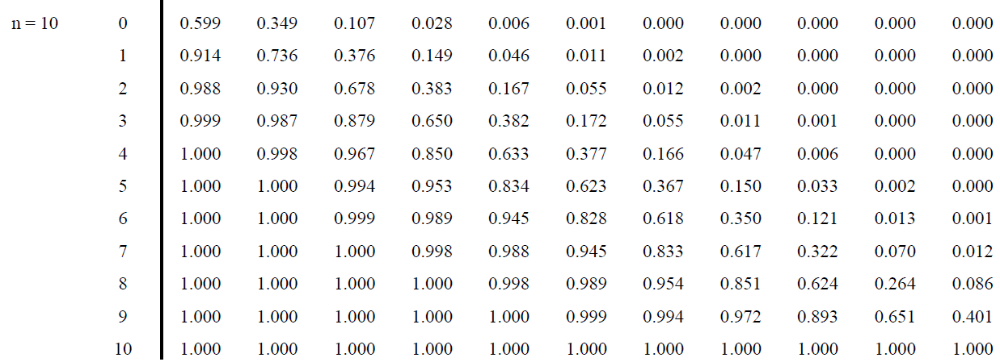 n = 10 0 0.599 0.349 0.107 0.028 0.006 0.001 0.000 0.000 0.000 0.000 0.000
1 0.914 0.736 0.376 0.149 0.046 0.011 0.002 0.000 0.000 0.000 0.000
2 0.988 0.930 0.678 0.383 0.167 0.055 0.012 0.002 0.000 0.000 0.000
3 0.999 0.987 0.879 0.650 0.382 0.172 0.055 0.011 0.001 0.000 0.000
4 1.000 0.998 0.967 0.850 0.633 0.377 0.166 0.047 0.006 0.000 0.000
5 1.000 1.000 0.994 0.953 0.834 0.623 0.367 0.150 0.033 0.002 0.000
6 1.000 1.000 0.999 0.989 0.945 0.828 0.618 0.350 0.121 0.013 0.001
7 1.000 1.000 1.000 0.998 0.988 0.945 0.833 0.617 0.322 0.070 0.012
8 1.000 1.000 1.000 1.000 0.998 0.989 0.954 0.851 0.624 0.264 0.086
9 1.000 1.000 1.000 1.000 1.000 0.999 0.994 0.972 0.893 0.651 0.401
10 1.000 1.000 1.000 1.000 1.000 1.000 1.000 1.000 1.000 1.000 1.000